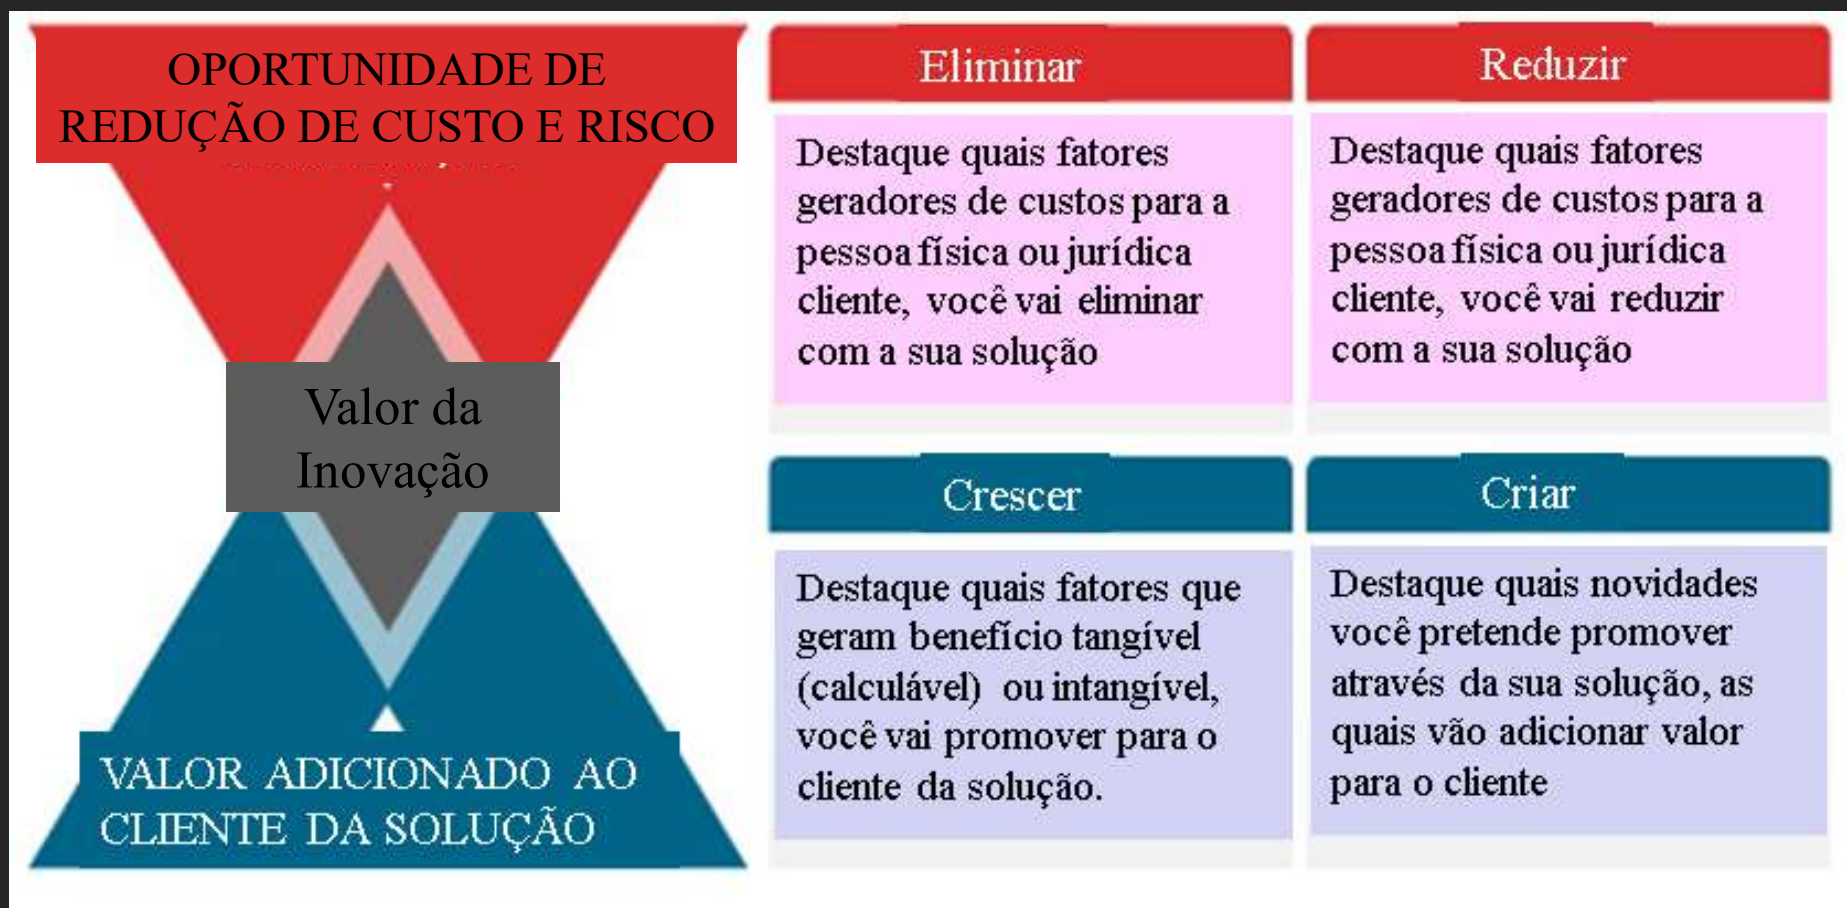 OPORTUNIDADE DE
REDUÇÃO DE CUSTO E RISCO
Valor da
Inovação
VALOR ADICIONADO AO
CLIENTE DA SOLUÇÃO
Eliminar
Destaque quais fatores
geradores de custos para a
pessoa física ou jurídica
cliente, você vai eliminar
com a sua solução
Reduzir
Destaque quais fatores
geradores de custos para a
pessoa física ou jurídica
cliente, você vai reduzir
com a sua solução
Crescer
Destaque quais fatores que
geram benefício tangível
(calculável) ou intangível,
você vai promover para o
cliente da solução.
Criar
Destaque quais novidades
você pretende promover
através da sua solução, as
quais vão adicionar valor
para o cliente